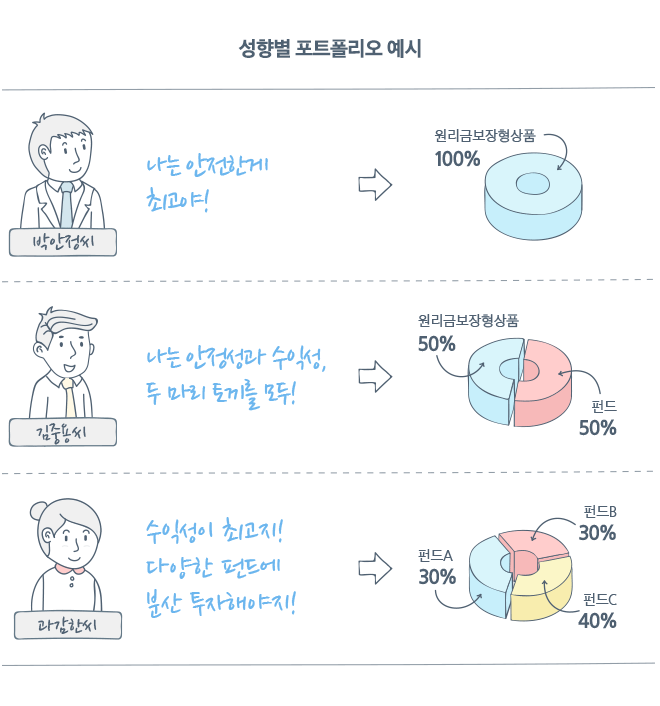 성향별 포트폴리오 예시
나는 안전한게
최고야!
박안정씨
원리금보장형상품
100%
나는 안정성과 수익성,
두 마리 토끼를 모두!
김중용씨
원리금보장형상품
50%
펀드
50%
수익성이 최고지!
다양한 펀드에
분산 투자해야지!
과감한씨
펀드A
30%
펀드B
30%
펀드C
40%